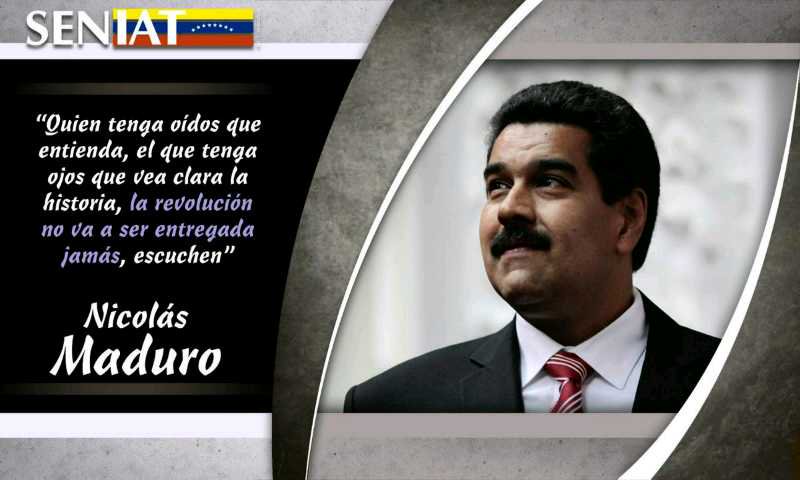 SENIAT
“Quien tenga oídos que
entienda, el que tenga
ojos que vea clara la
historia, la revolución
no va a ser entregada
jamás, escuchen”
Nicolás
Maduro